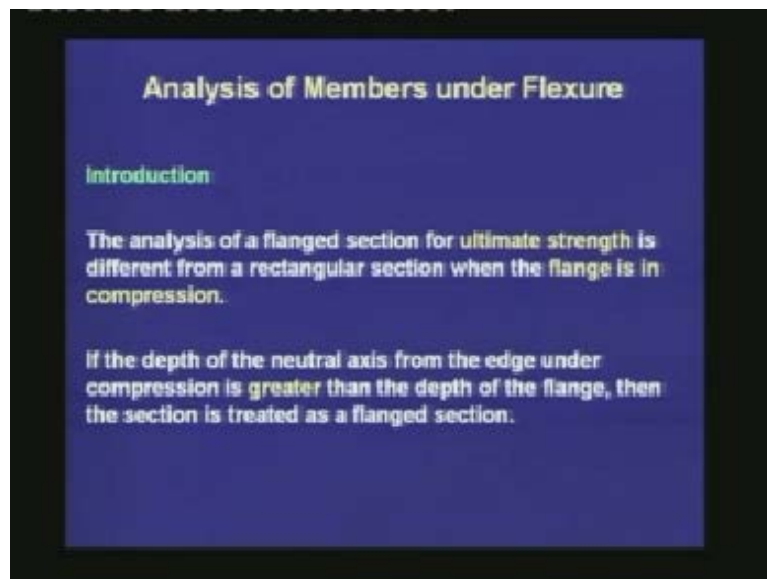 Analysis of Members under Flexure
Introduction
The analysis of a flanged section for ultimate strength is
different from a rectangular section when the flange is in
compression.
If the depth of the neutral axis from the edge under
compression is greater than the depth of the flange, then
the section is treated as a flanged section.